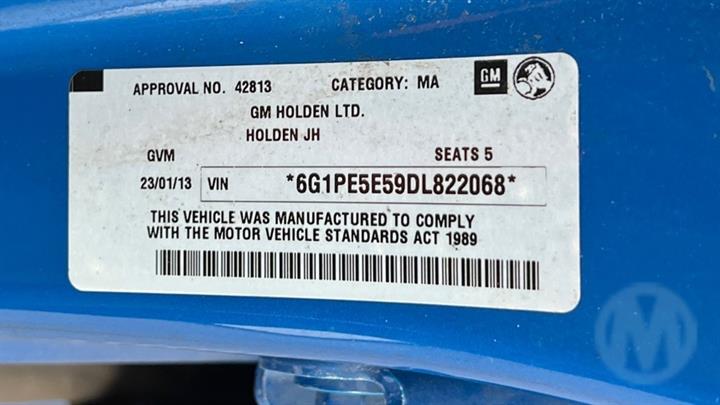 APPROVAL NO. 42813 CATEGORY: MA GM
GM HOLDEN LTD.
HOLDEN JH
GVM SEATS 5
23/01/13 VIN *6G1PE5E59DL822068*
THIS VEHICLE WAS MANUFACTURED TO COMPLY
WITH THE MOTOR VEHICLE STANDARDS ACT 1989
M